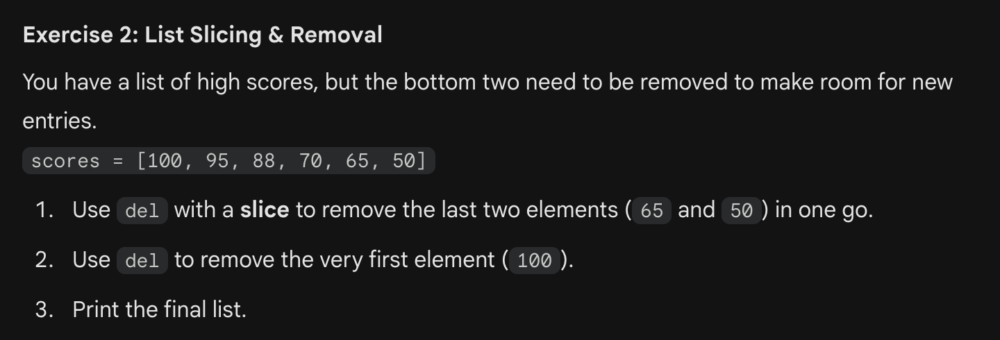 Exercise 2: List Slicing & Removal
You have a list of high scores, but the bottom two need to be removed to make room for new
entries.
scores = [100, 95, 88, 70, 65, 50]
1. Use del with a slice to remove the last two elements (65 and 50) in one go.
2. Use del to remove the very first element (100).
3. Print the final list.